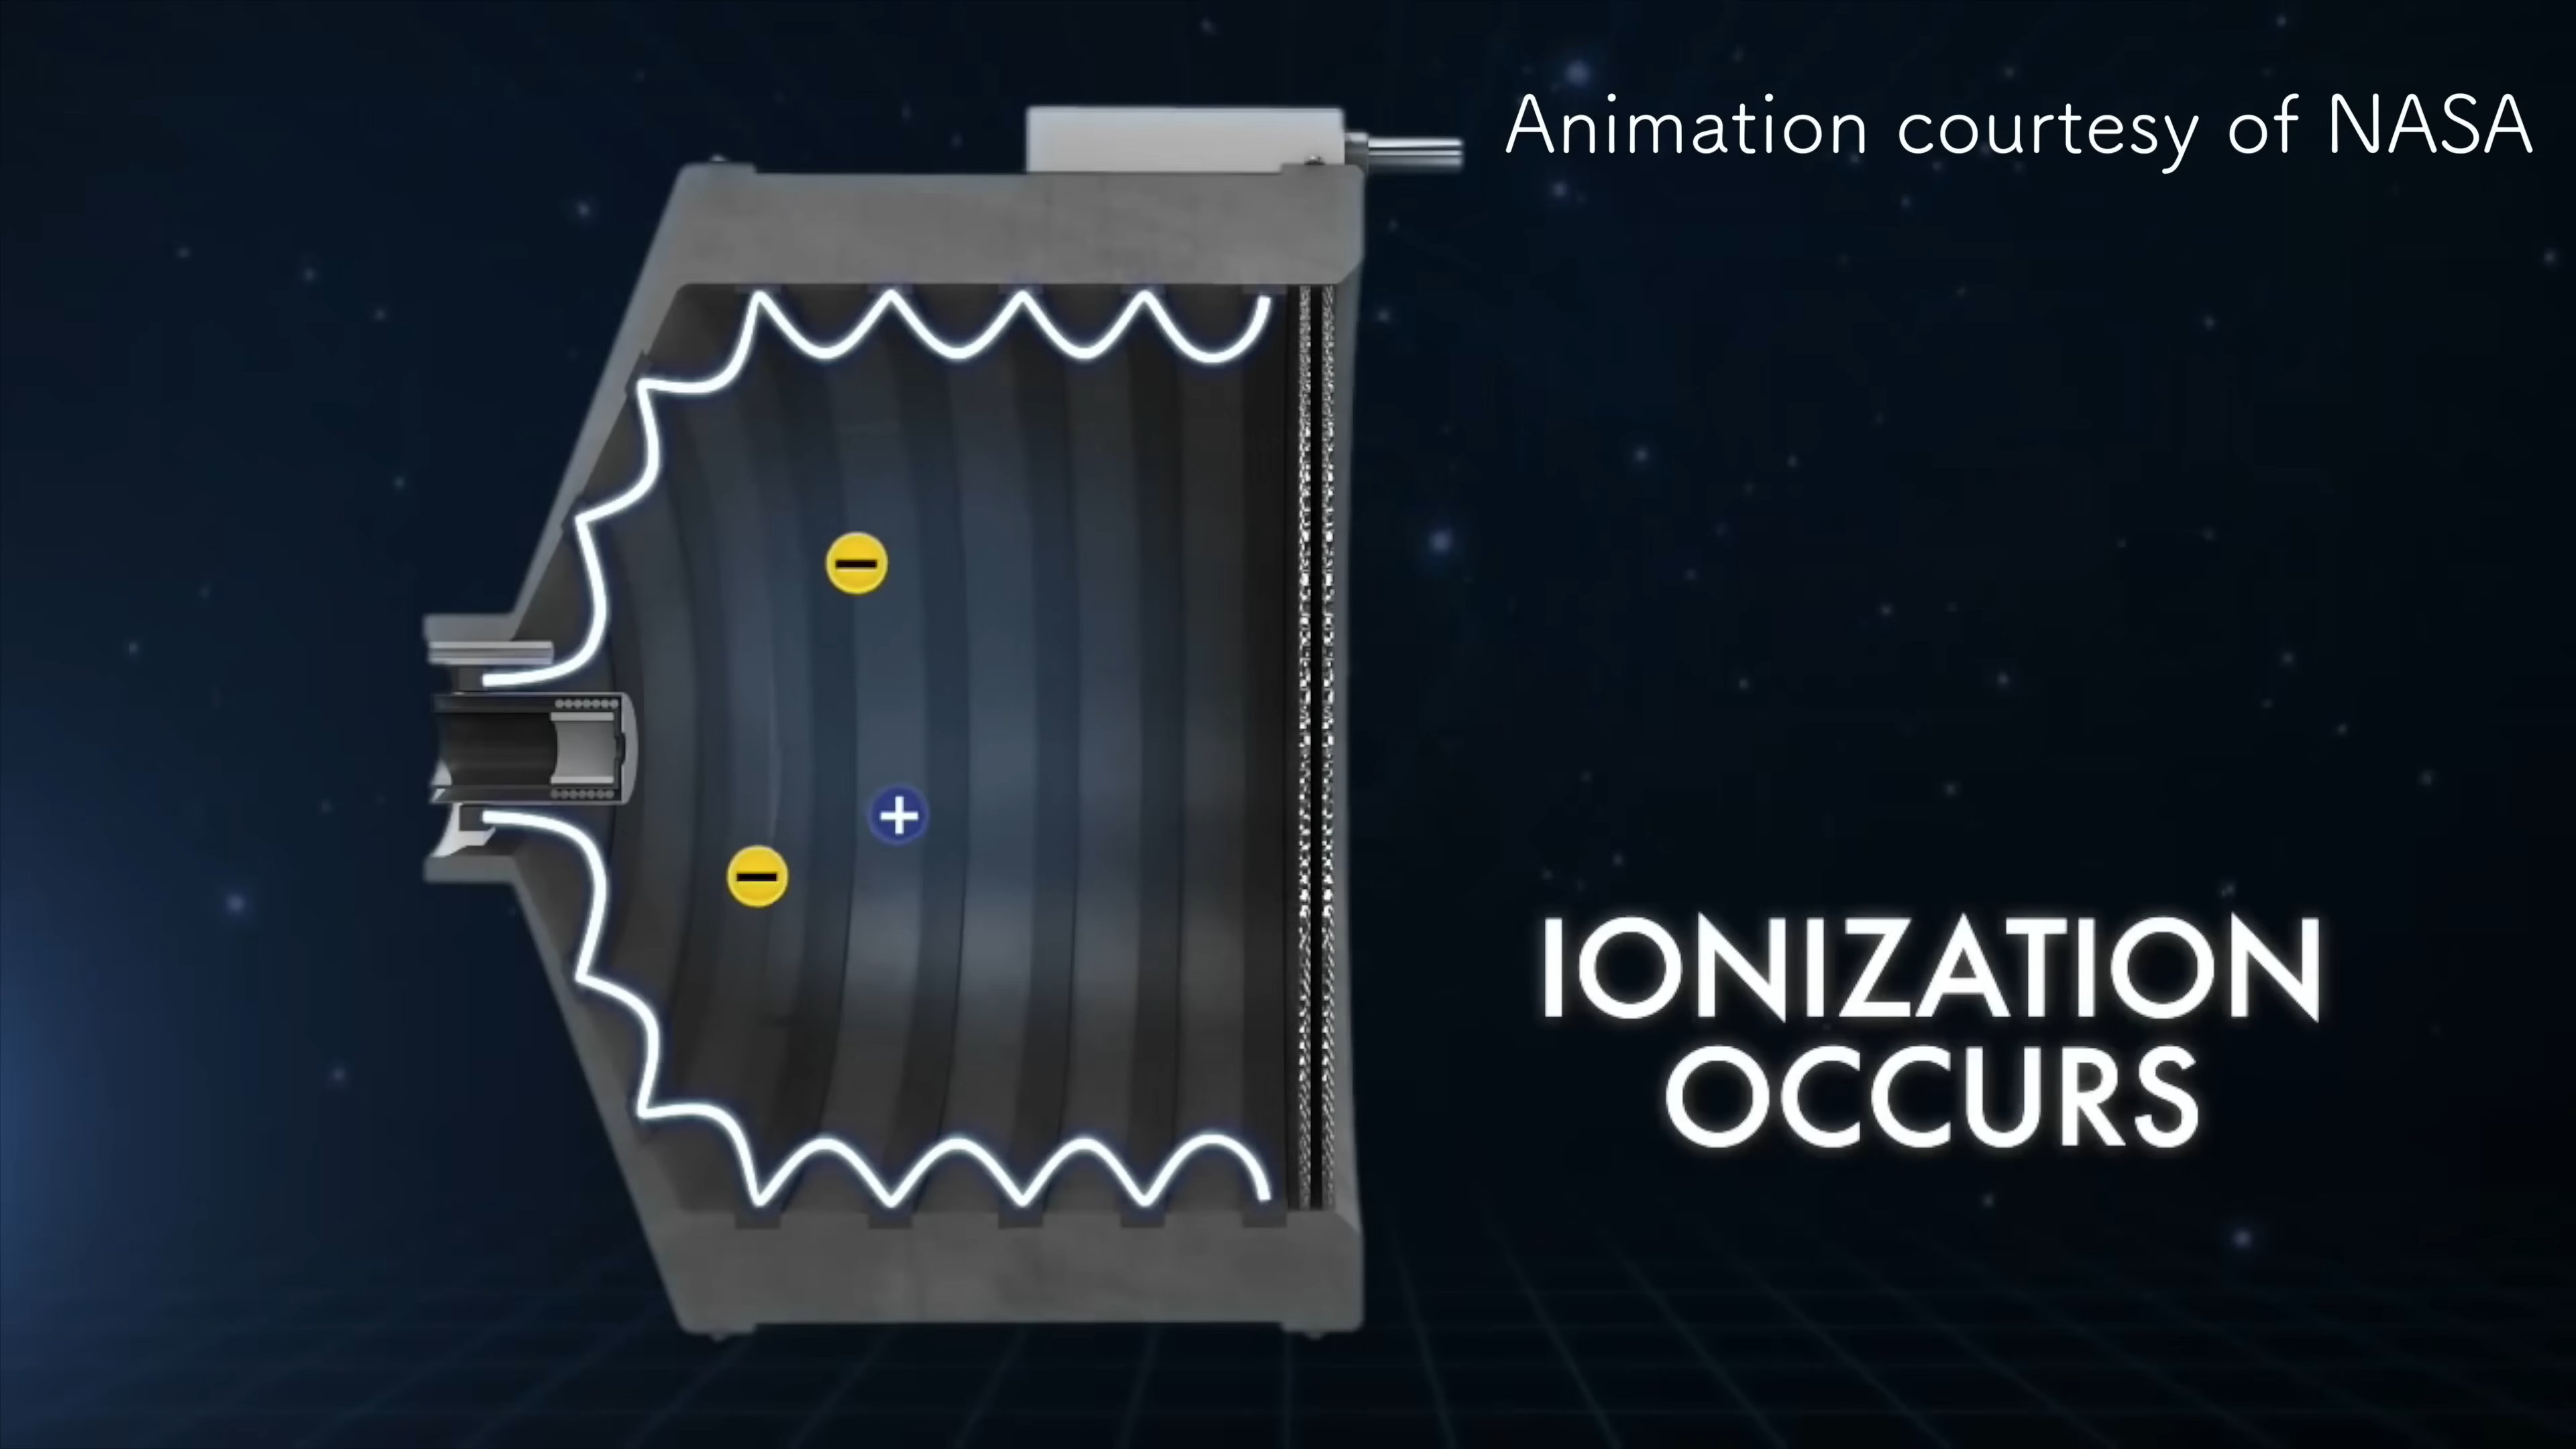 Animation courtesy of NASA
−
+
−
IONIZATION
OCCURS